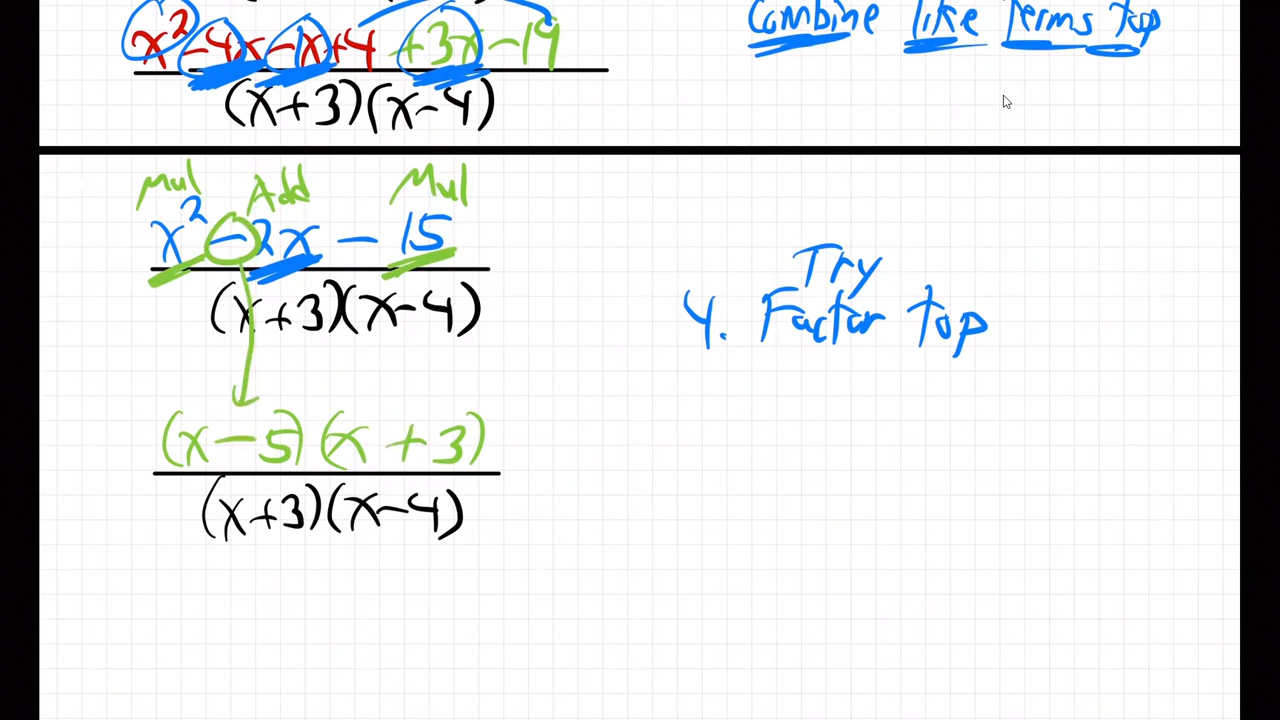 x² - 4x - 1x + 4 + 3x - 19
(x+3)(x-4)
Combine like Terms top
Mul Add Mul
x² - 2x - 15
(x+3)(x-4)
Try
4. Factor top
(x-5)(x+3)
(x+3)(x-4)